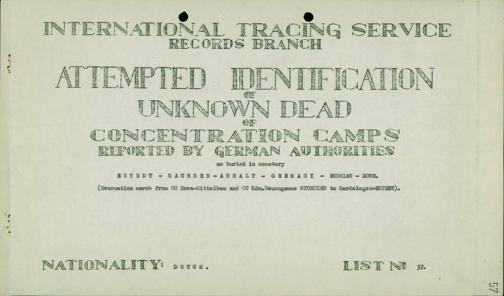 INTERNATIONAL TRACING SERVICE
RECORDS BRANCH
ATTEMPTED IDENTIFICATION
OF
UNKNOWN DEAD
OF
CONCENTRATION CAMPS
REPORTED BY GERMAN AUTHORITIES
as buried in cemetery
ESTEDT - SACHSEN-ANHALT - GERMANY - RUSSIAN - ZONE.
(Evacuation march from CC Dora-Mittelbau and CC Kdo.Neuengamme STOECKEN to Gardelegen-ESTEDT).
NATIONALITY: DUTCH. LIST Nº 57.
57